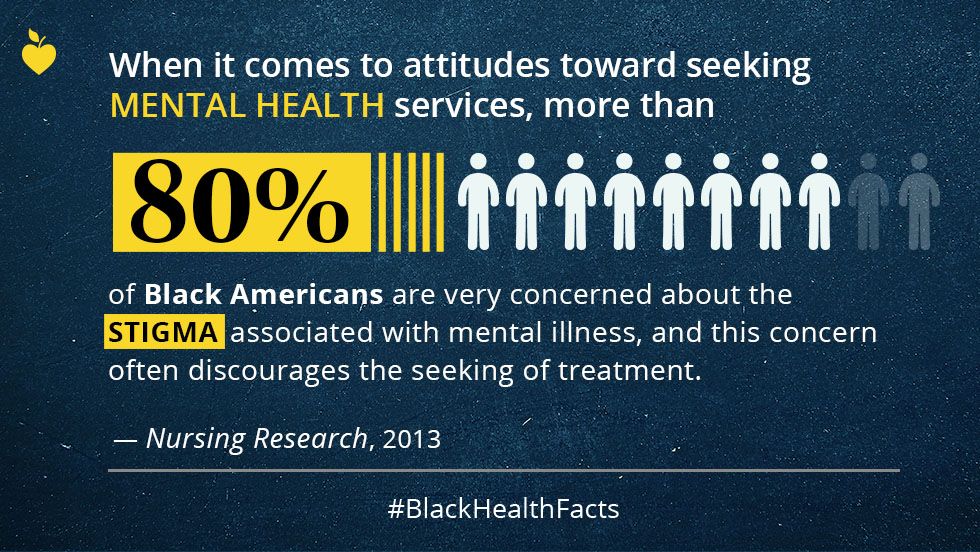 When it comes to attitudes toward seeking
MENTAL HEALTH services, more than
80%
of Black Americans are very concerned about the
STIGMA associated with mental illness, and this concern
often discourages the seeking of treatment.
— Nursing Research, 2013
#BlackHealthFacts